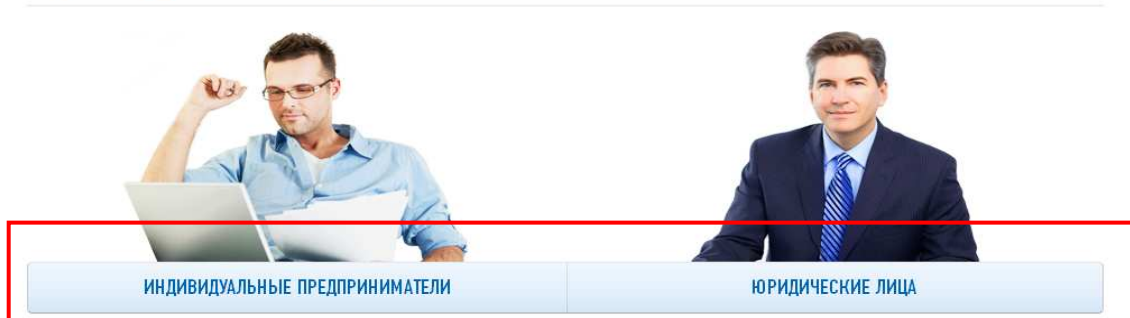 ИНДИВИДУАЛЬНЫЕ ПРЕДПРИНИМАТЕЛИ
ЮРИДИЧЕСКИЕ ЛИЦА